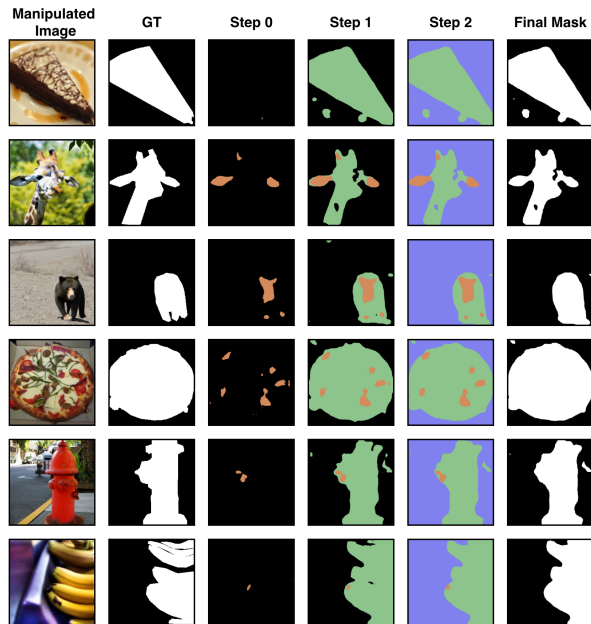 Manipulated
Image
GT
Step 0
Step 1
Step 2
Final Mask